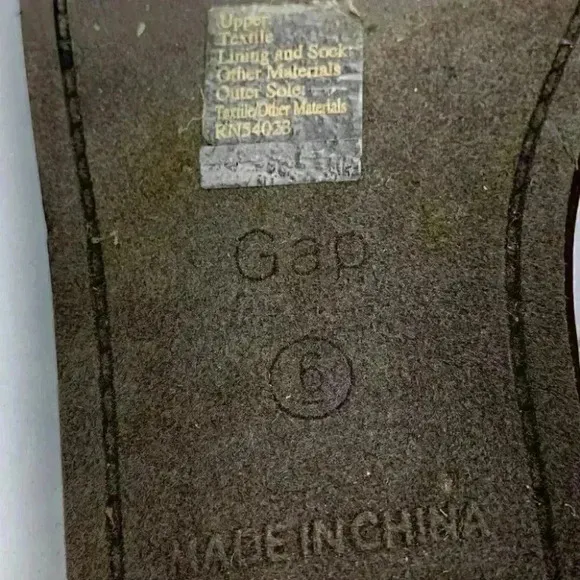 Upper:
Textile
Lining and Sock:
Other Materials
Outer Sole:
Textile/Other Materials
RN54023
Gap
6
MADE IN CHINA